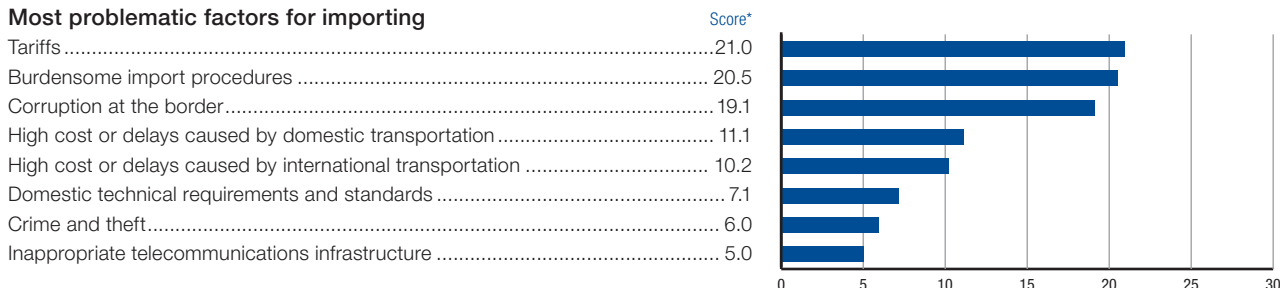 Most problematic factors for importing Score*
Tariffs 21.0
Burdensome import procedures 20.5
Corruption at the border 19.1
High cost or delays caused by domestic transportation 11.1
High cost or delays caused by international transportation 10.2
Domestic technical requirements and standards 7.1
Crime and theft 6.0
Inappropriate telecommunications infrastructure 5.0
0 5 10 15 20 25 30